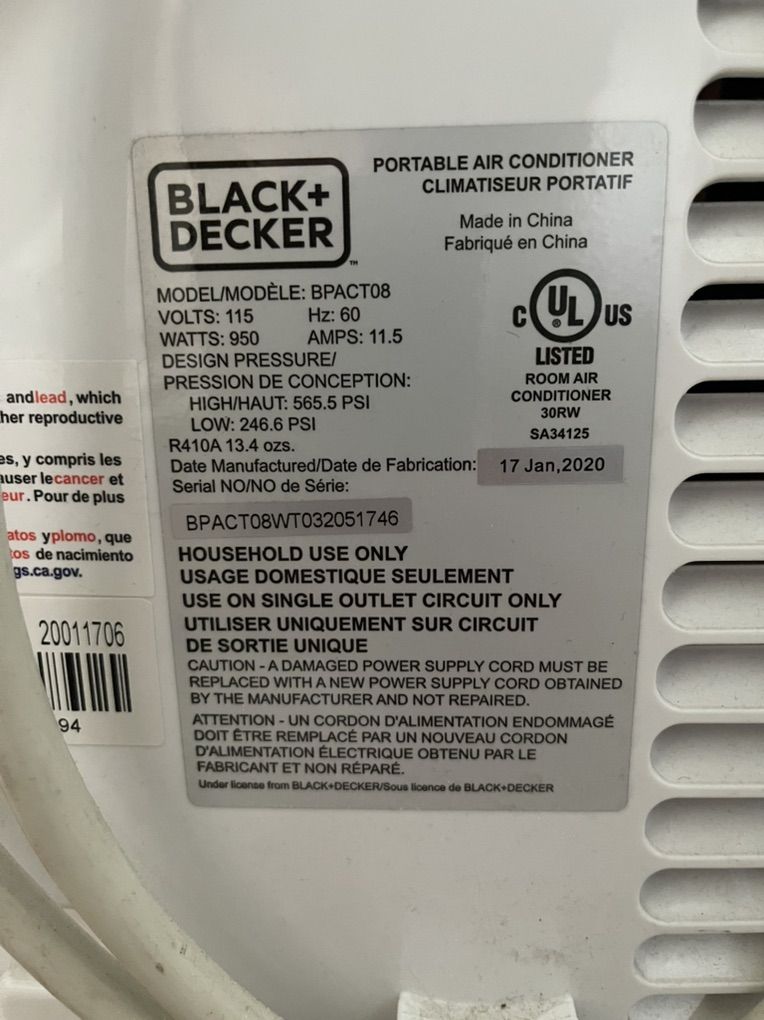 BLACK+
DECKER
™
PORTABLE AIR CONDITIONER
CLIMATISEUR PORTATIF
Made in China
Fabriqué en China
MODEL/MODÈLE: BPACT08
VOLTS: 115 Hz: 60
WATTS: 950 AMPS: 11.5
DESIGN PRESSURE/
PRESSION DE CONCEPTION:
HIGH/HAUT: 565.5 PSI
LOW: 246.6 PSI
R410A 13.4 ozs.
C UL® US
LISTED
ROOM AIR
CONDITIONER
30RW
SA34125
Date Manufactured/Date de Fabrication: 17 Jan,2020
Serial NO/NO de Série:
BPACT08WT032051746
HOUSEHOLD USE ONLY
USAGE DOMESTIQUE SEULEMENT
USE ON SINGLE OUTLET CIRCUIT ONLY
UTILISER UNIQUEMENT SUR CIRCUIT
DE SORTIE UNIQUE
CAUTION - A DAMAGED POWER SUPPLY CORD MUST BE
REPLACED WITH A NEW POWER SUPPLY CORD OBTAINED
BY THE MANUFACTURER AND NOT REPAIRED.
ATTENTION - UN CORDON D'ALIMENTATION ENDOMMAGÉ
DOIT ÊTRE REMPLACÉ PAR UN NOUVEAU CORDON
D'ALIMENTATION ÉLECTRIQUE OBTENU PAR LE
FABRICANT ET NON RÉPARÉ.
Under license from BLACK+DECKER/Sous licence de BLACK+DECKER
and lead, which
her reproductive
es, y compris les
auser le cancer et
eur. Pour de plus
atos y plomo, que
tos de nacimiento
gs.ca.gov.
20011706
94